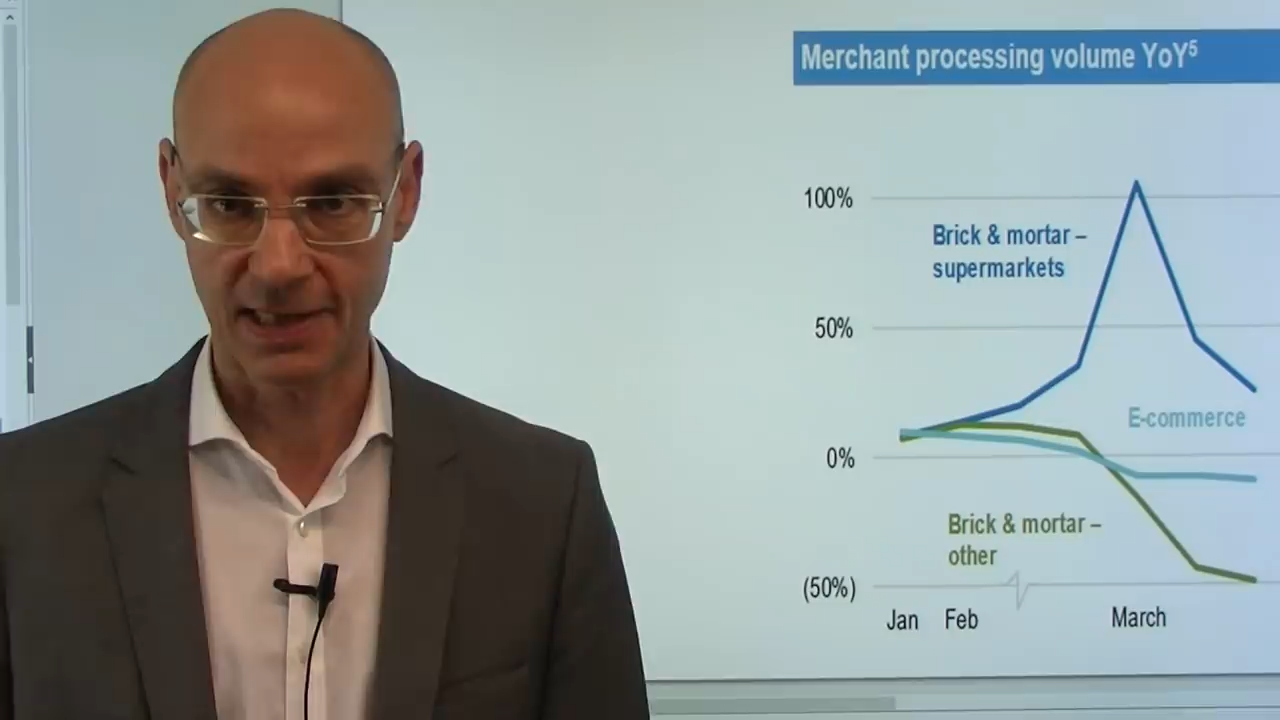 Merchant processing volume YoY5
100%
Brick & mortar –
supermarkets
50%
E-commerce
0%
Brick & mortar –
other
(50%)
Jan Feb March